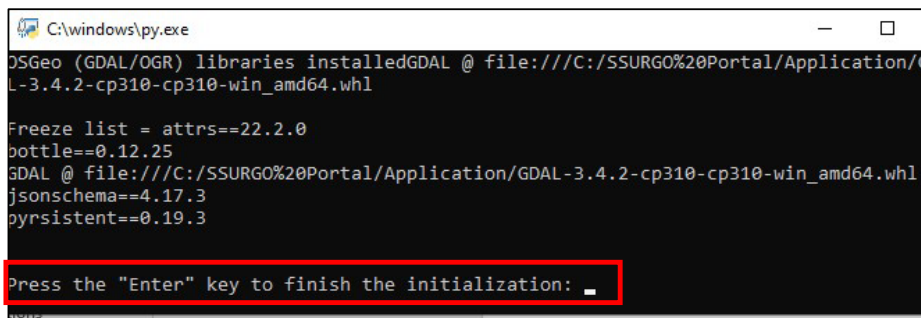 C:\windows\py.exe
OSGeo (GDAL/OGR) libraries installedGDAL @ file:///C:/SSURGO%20Portal/Application/
L-3.4.2-cp310-cp310-win_amd64.whl
Freeze list = attrs==22.2.0
bottle==0.12.25
GDAL @ file:///C:/SSURGO%20Portal/Application/GDAL-3.4.2-cp310-cp310-win_amd64.whl
jsonschema==4.17.3
pyrsistent==0.19.3
Press the "Enter" key to finish the initialization: